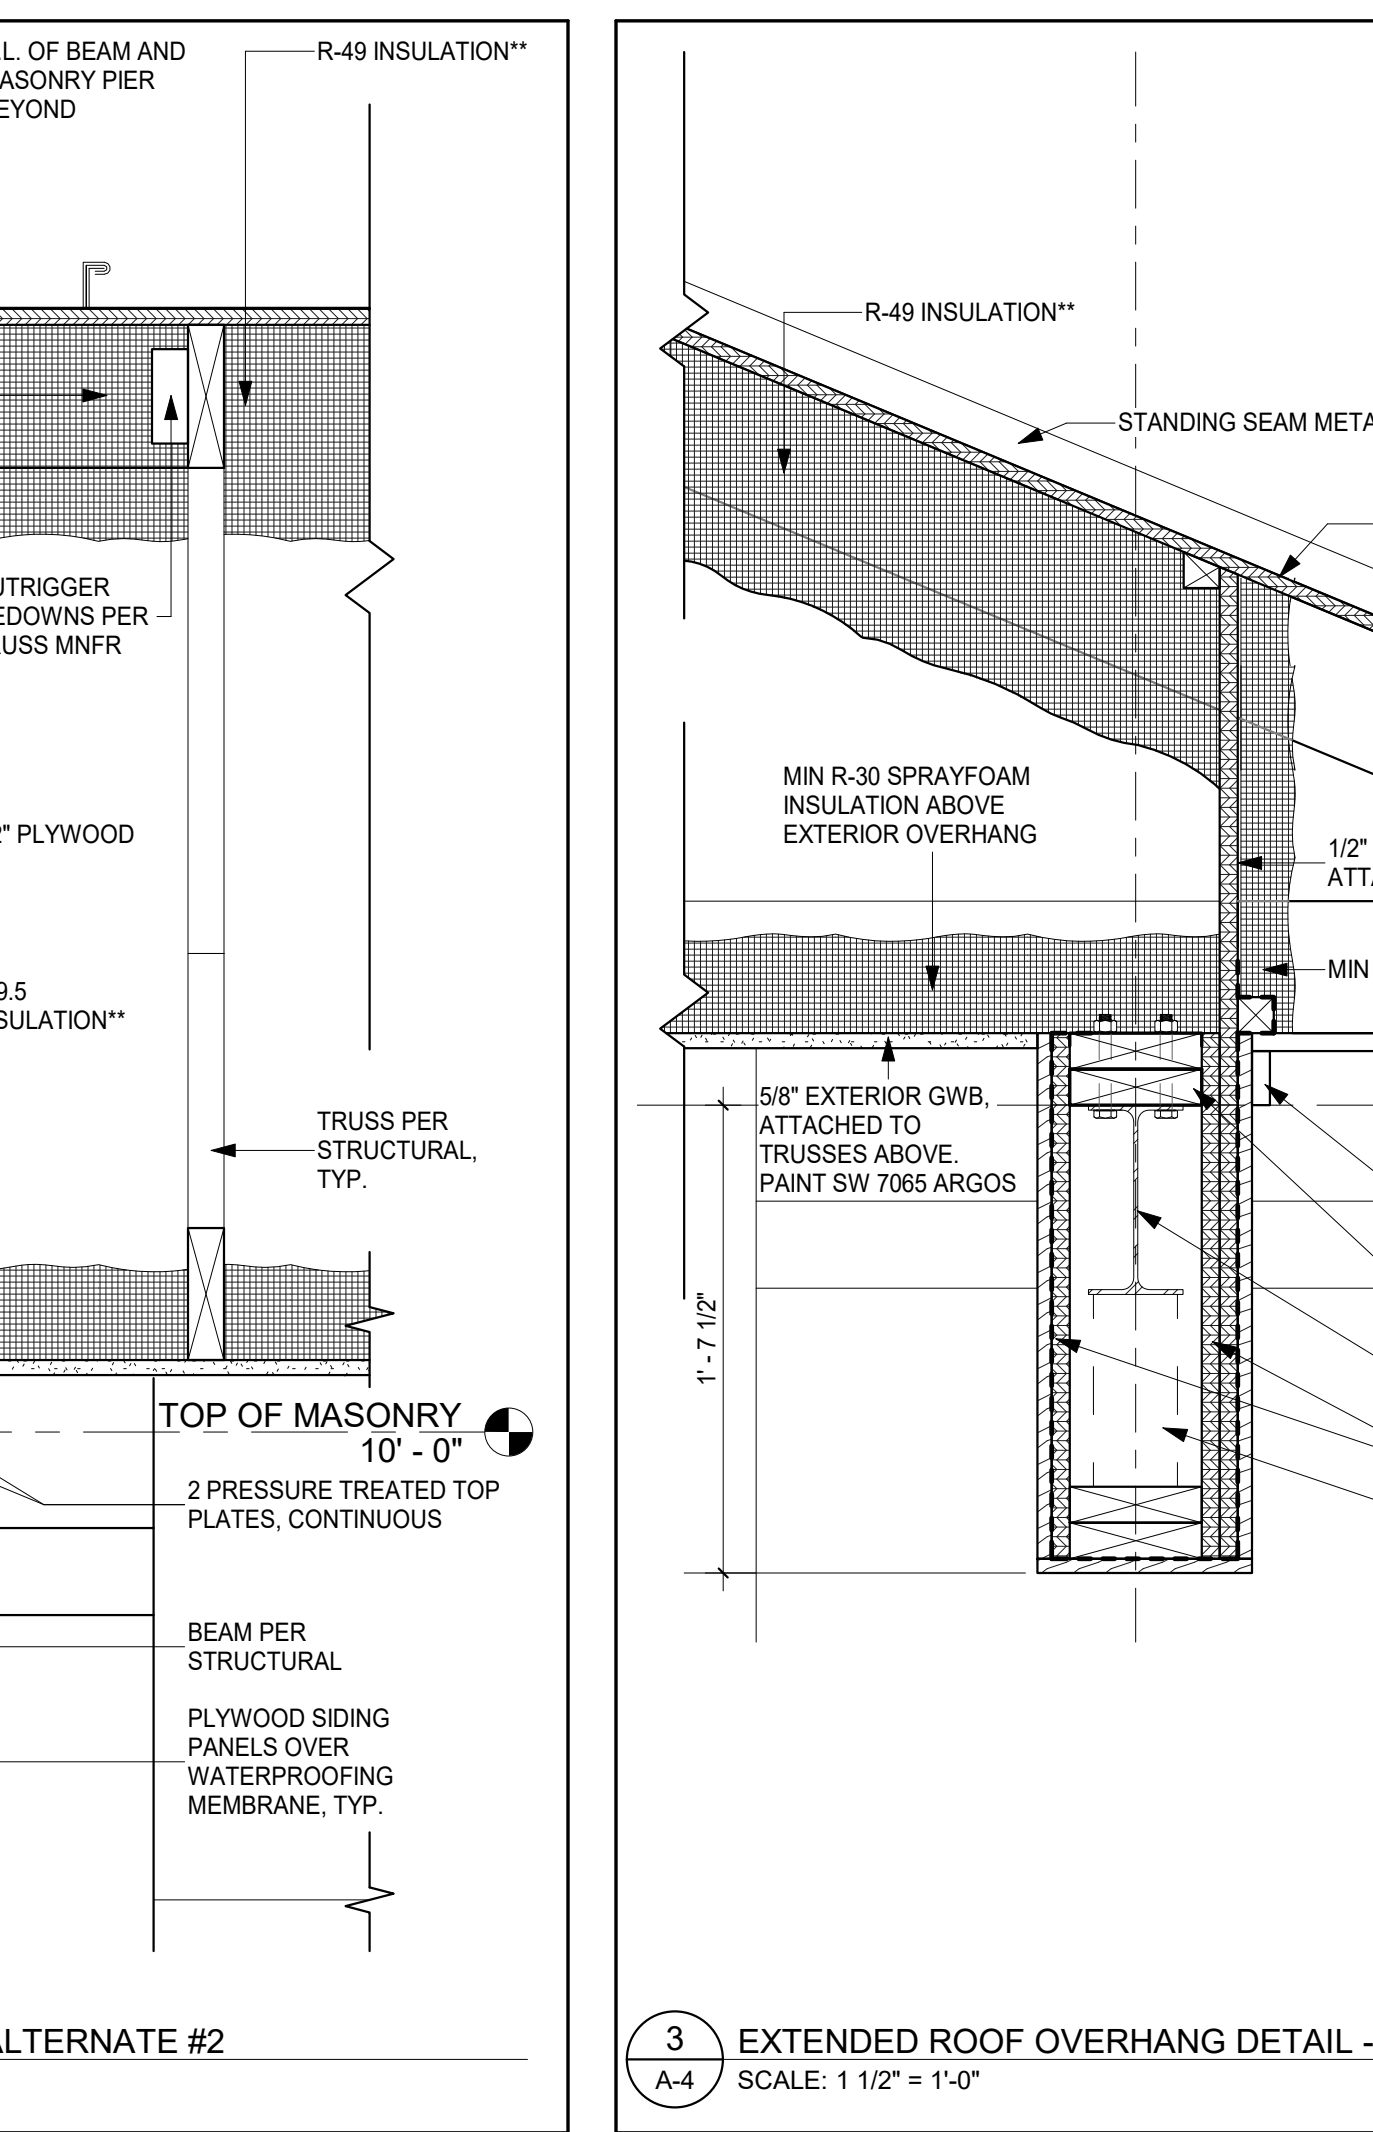 L. OF BEAM AND
ASONRY PIER
EYOND
R-49 INSULATION**
UTRIGGER
EDOWNS PER
USS MNFR
2" PLYWOOD
9.5
SULATION**
TRUSS PER
STRUCTURAL,
TYP.
TOP OF MASONRY
10' - 0"
2 PRESSURE TREATED TOP
PLATES, CONTINUOUS
BEAM PER
STRUCTURAL
PLYWOOD SIDING
PANELS OVER
WATERPROOFING
MEMBRANE, TYP.
ALTERNATE #2
R-49 INSULATION**
STANDING SEAM META
MIN R-30 SPRAYFOAM
INSULATION ABOVE
EXTERIOR OVERHANG
1/2"
ATTA
MIN
5/8" EXTERIOR GWB,
ATTACHED TO
TRUSSES ABOVE.
PAINT SW 7065 ARGOS
1' - 7 1/2"
3
A-4
EXTENDED ROOF OVERHANG DETAIL -
SCALE: 1 1/2" = 1'-0"